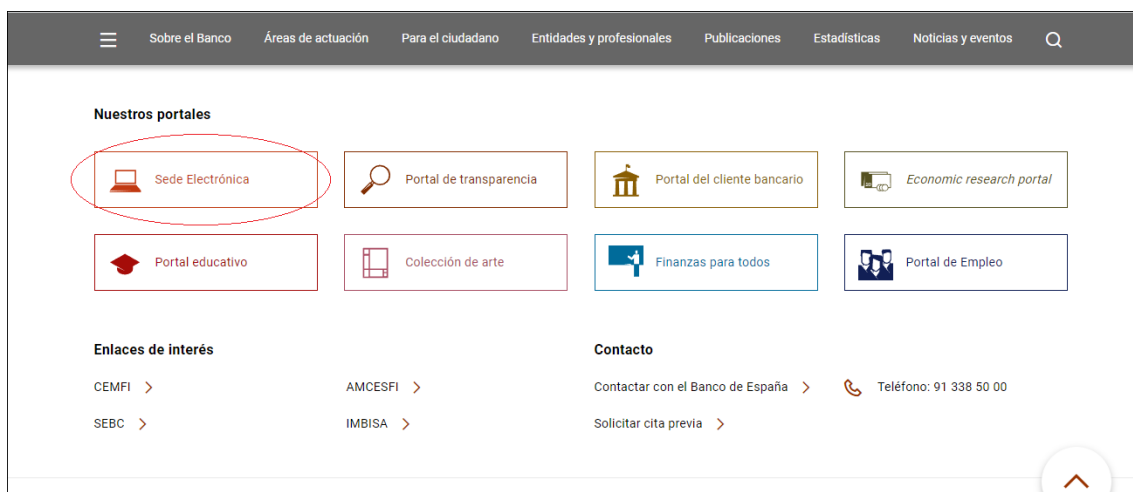 Sobre el Banco Áreas de actuación Para el ciudadano Entidades y profesionales Publicaciones Estadísticas Noticias y eventos
Nuestros portales
Sede Electrónica Portal de transparencia Portal del cliente bancario Economic research portal
Portal educativo Colección de arte Finanzas para todos Portal de Empleo
Enlaces de interés Contacto
CEMFI AMCESFI Contactar con el Banco de España Teléfono: 91 338 50 00
SEBC IMBISA Solicitar cita previa